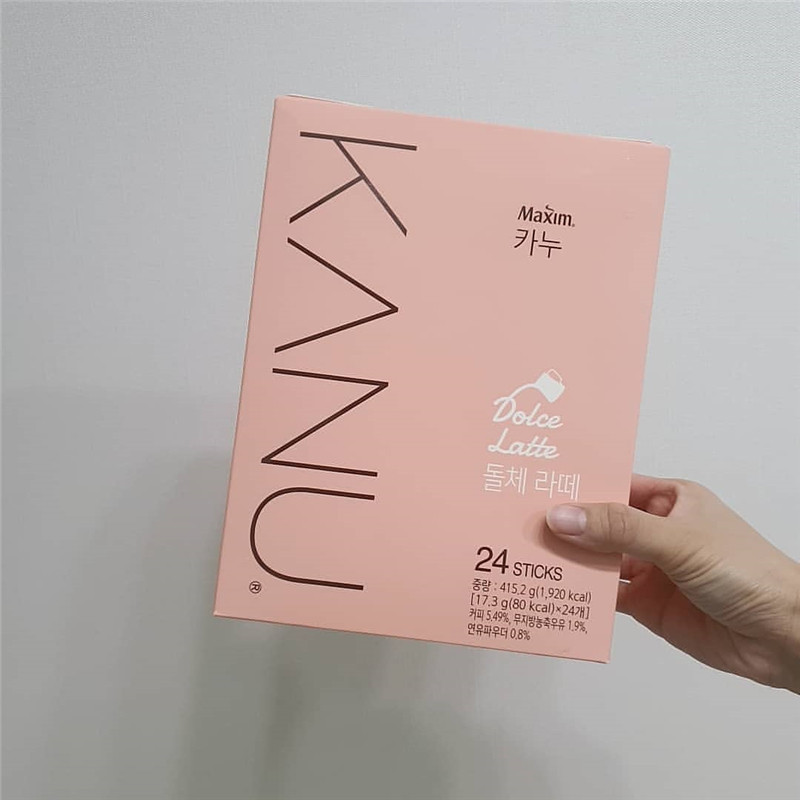 KANU®
Maxim®
카누
Dolce
Latte
돌체 라떼
24 STICKS
중량 : 415.2 g(1,920 kcal)
[17.3 g(80 kcal)×24개]
커피 5.49%, 무지방농축우유 1.9%,
연유파우더 0.8%